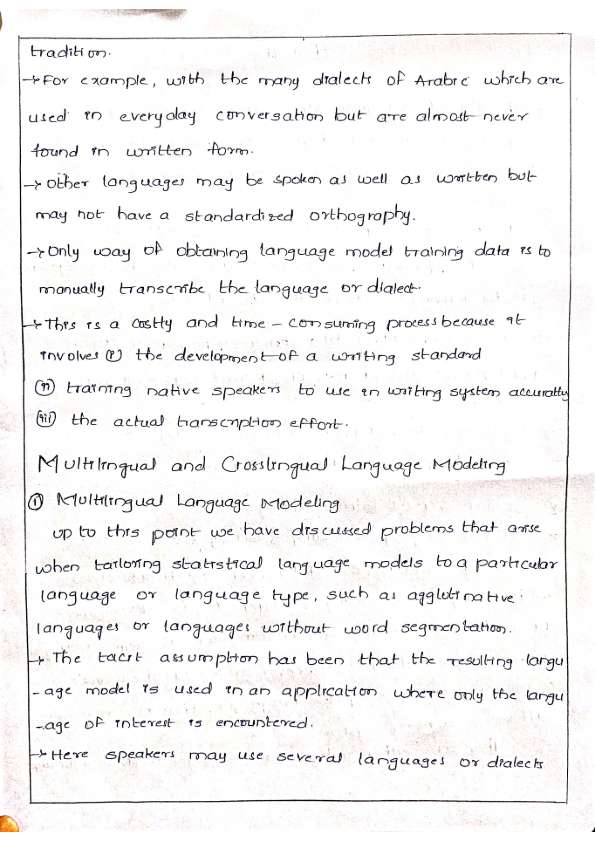 tradition.
→ For example, with the many dialects of Arabic which are
used in everyday conversation but are almost never
found in written form.
→ other languages may be spoken as well as written but
may not have a standardized orthography.
→ Only way of obtaining language model training data is to
manually transcribe the language or dialect.
→ This is a costly and time - consuming process because it
involves (i) the development of a writing standard
(ii) training native speakers to use in writing system accuratly
(iii) the actual transcription effort.
Multilingual and Crosslingual Language Modeling
(1) Multilingual Language Modeling
up to this point we have discussed problems that arise
when tailoring statistical language models to a particular
language or language type, such as agglutinative
languages or languages without word segmentation.
→ The tacit assumption has been that the resulting langu
-age model is used in an application where only the langu
-age of interest is encountered.
→ Here speakers may use several languages or dialects